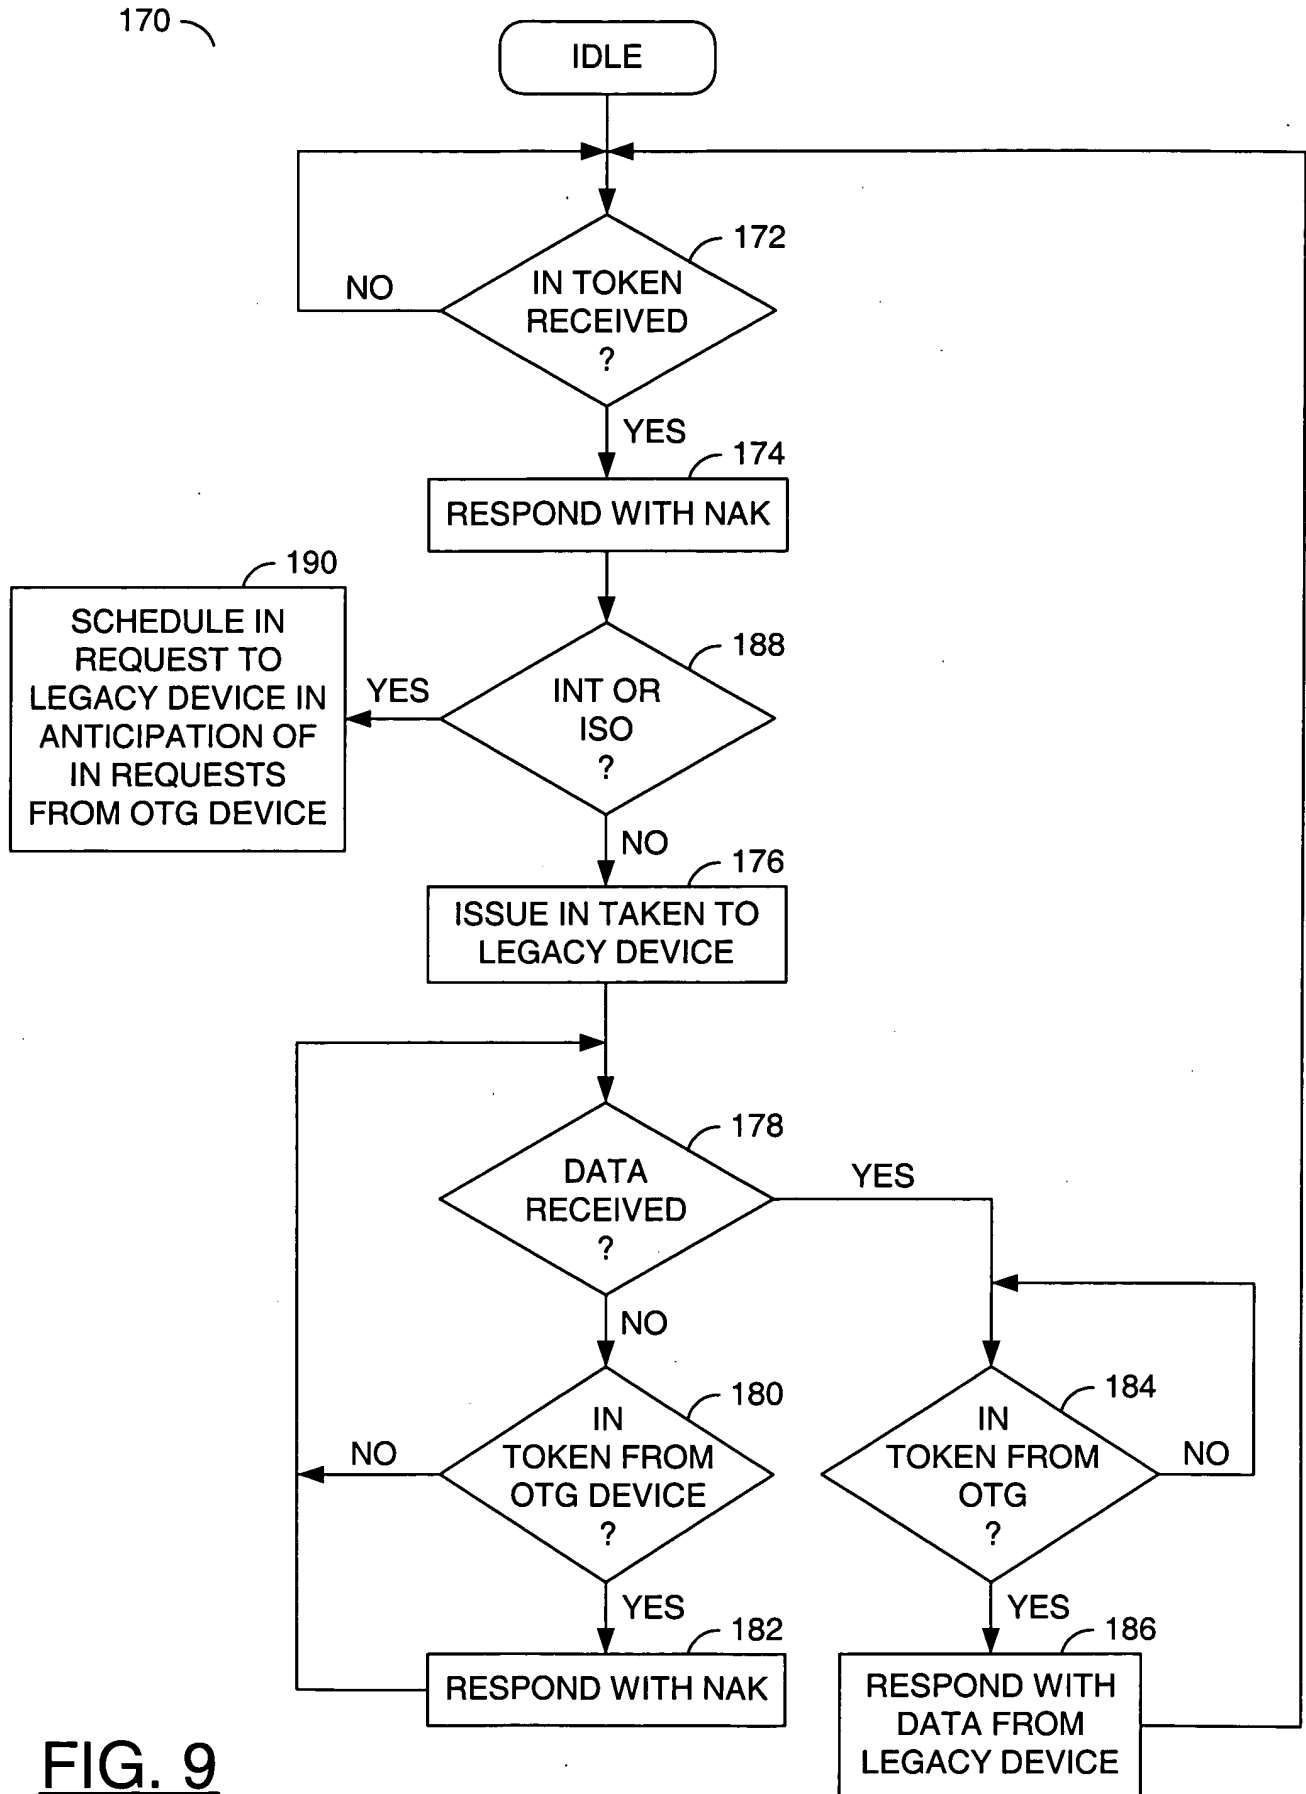 170
IDLE
172
IN TOKEN
RECEIVED
?
NO
YES
174
RESPOND WITH NAK
190
SCHEDULE IN
REQUEST TO
LEGACY DEVICE IN
ANTICIPATION OF
IN REQUESTS
FROM OTG DEVICE
188
YES
INT OR
ISO
?
NO
176
ISSUE IN TAKEN TO
LEGACY DEVICE
178
DATA
RECEIVED
?
YES
NO
180
IN
TOKEN FROM
OTG DEVICE
?
NO
YES
184
IN
TOKEN FROM
OTG
?
NO
YES
182
RESPOND WITH NAK
186
RESPOND WITH
DATA FROM
LEGACY DEVICE
FIG. 9